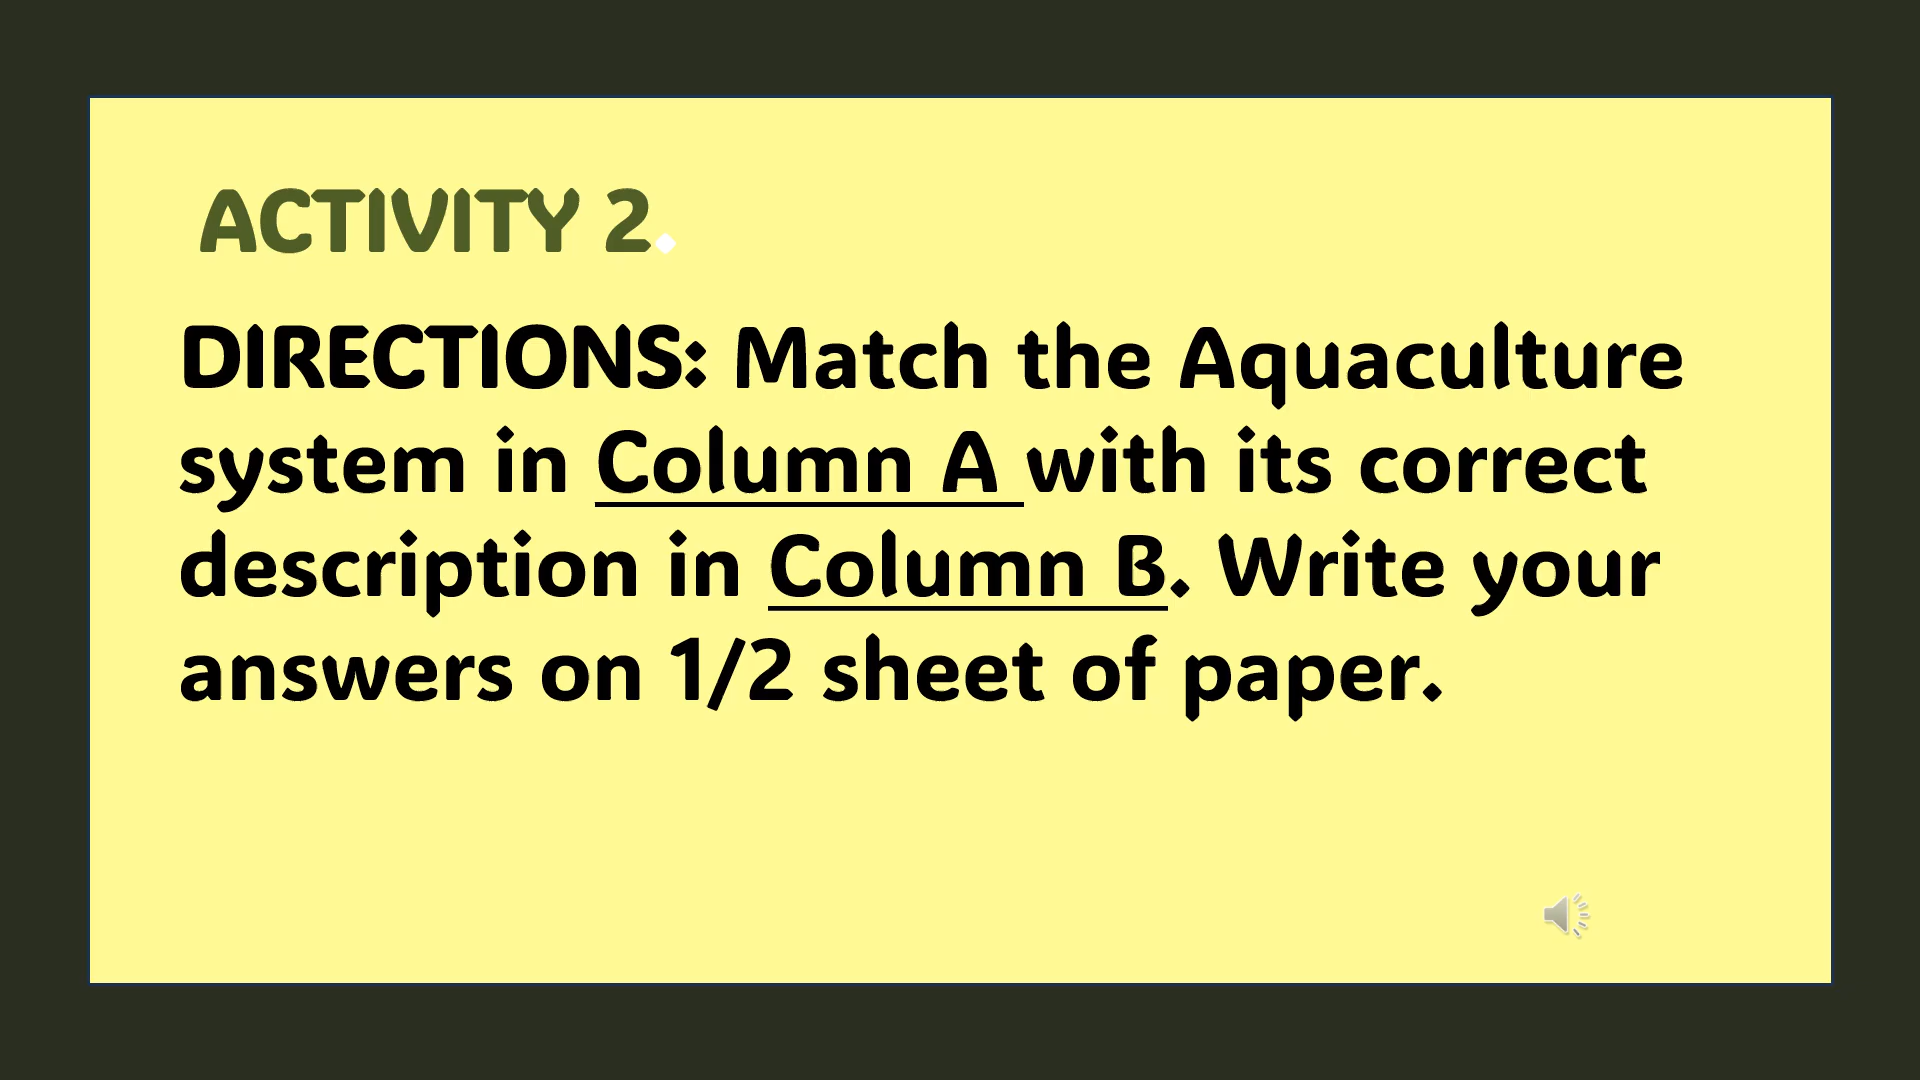 ACTIVITY 2.
DIRECTIONS: Match the Aquaculture
system in Column A with its correct
description in Column B. Write your
answers on 1/2 sheet of paper.